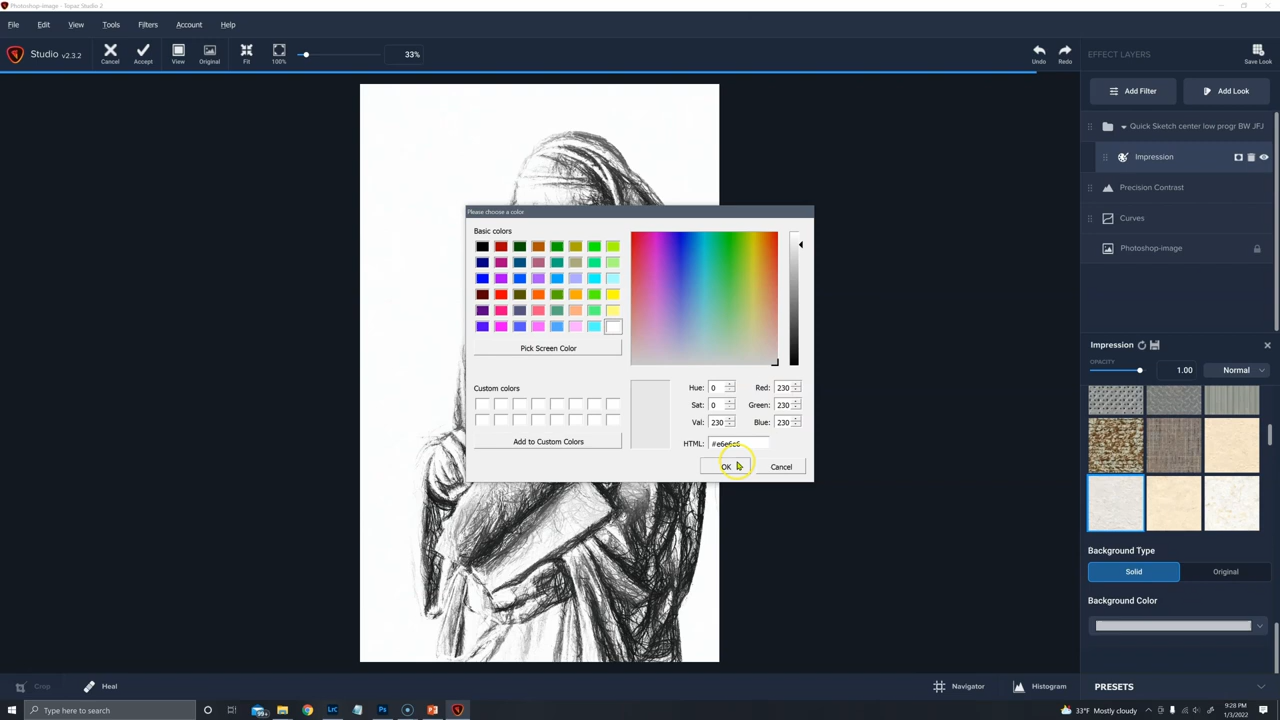 Photoshop-image - Topaz Studio 2
File Edit View Tools Filters Account Help
Studio v2.3.2 Cancel Accept View Original Fit 100% 33% Undo Redo EFFECT LAYERS Save Look
Add Filter Add Look
Quick Sketch center low progr BW JFJ
Impression
Precision Contrast
Curves
Photoshop-image
Please choose a color
Basic colors
Pick Screen Color
Custom colors
Add to Custom Colors
Hue: 0 Red: 230
Sat: 0 Green: 230
Val: 230 Blue: 230
HTML: #e6e6e6
OK Cancel
Impression
OPACITY 1.00 Normal
Background Type
Solid Original
Background Color
Crop Heal Navigator Histogram PRESETS
Type here to search 99+ LrC Ps 33°F Mostly cloudy 9:28 PM
1/3/2022